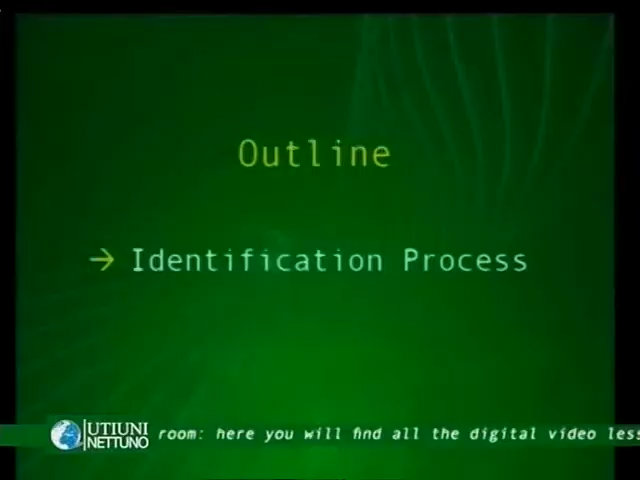 Outline
→ Identification Process
UTIUNI
NETTUNO
room: here you will find all the digital video less